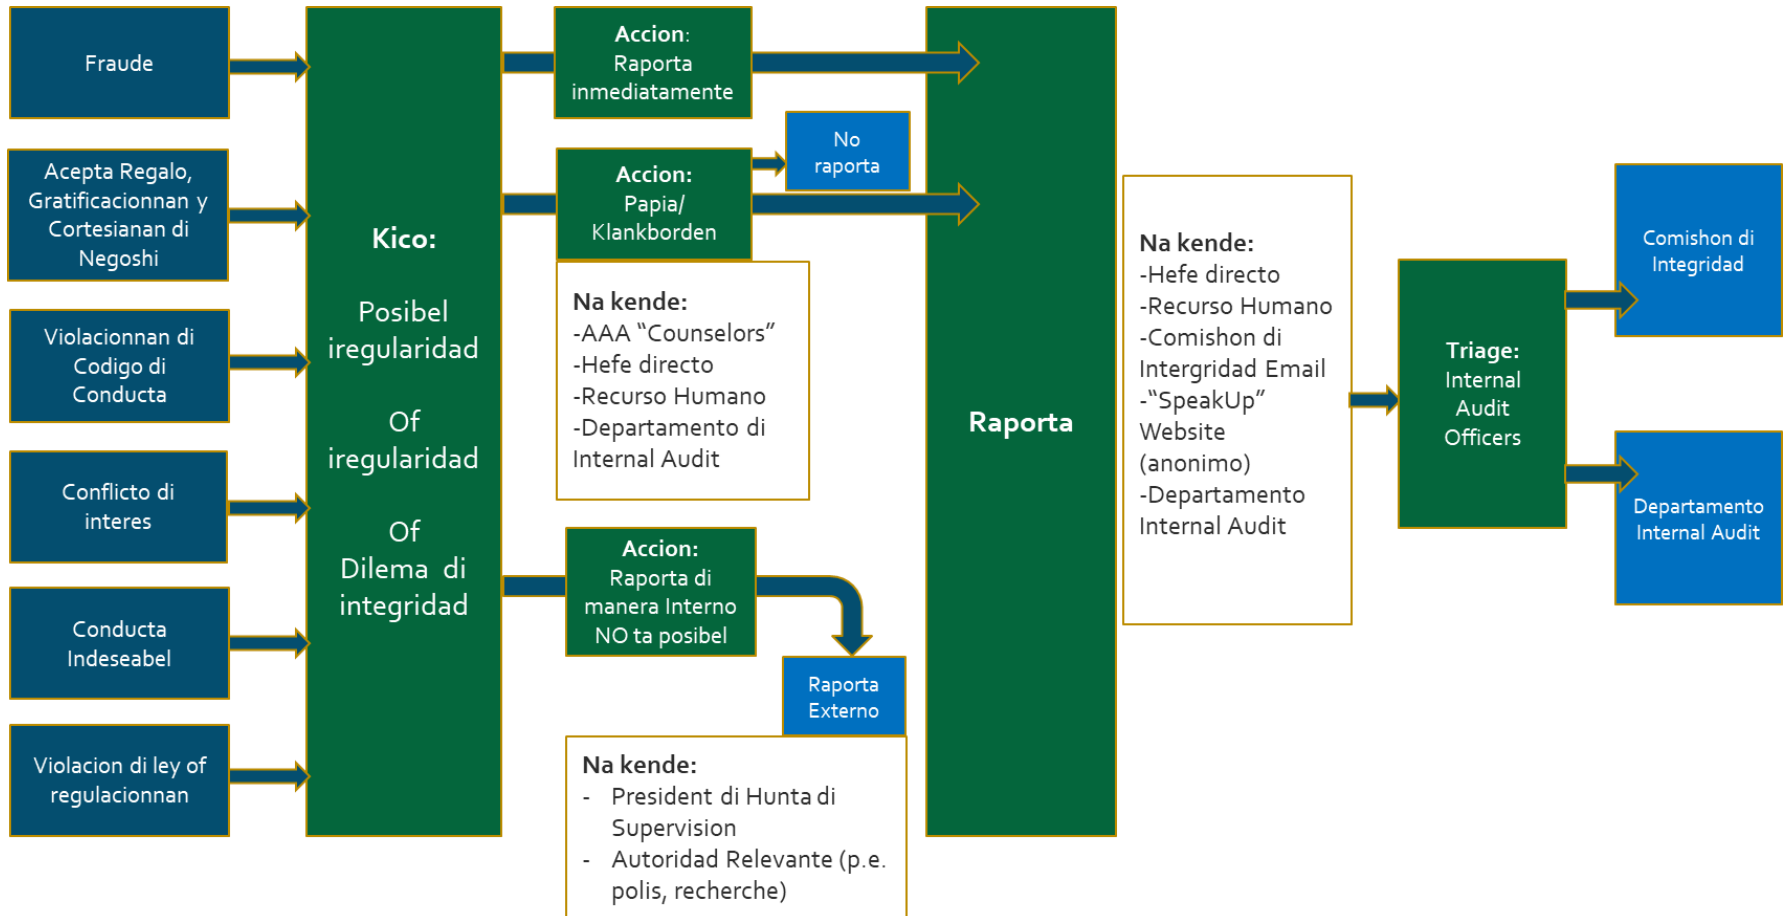 Fraude
Acepta Regalo,
Gratificacionnan y
Cortesianan di
Negoshi
Violacionnan di
Codigo di
Conducta
Conflicto di
interes
Conducta
Indeseabel
Violacion di ley of
regulacionnan
Kico:
Posibel
iregularidad
Of
iregularidad
Of
Dilema di
integridad
Accion:
Raporta
inmediatamente
Accion:
Papia/
Klankborden
No
raporta
Na kende:
-AAA “Counselors”
-Hefe directo
-Recurso Humano
-Departamento di
Internal Audit
Accion:
Raporta di
manera Interno
NO ta posibel
Raporta
Externo
Na kende:
- President di Hunta di
Supervision
- Autoridad Relevante (p.e.
polis, recherche)
Raporta
Na kende:
-Hefe directo
-Recurso Humano
-Comishon di
Intergridad Email
-“SpeakUp”
Website
(anonimo)
-Departamento
Internal Audit
Triage:
Internal
Audit
Officers
Comishon di
Integridad
Departamento
Internal Audit